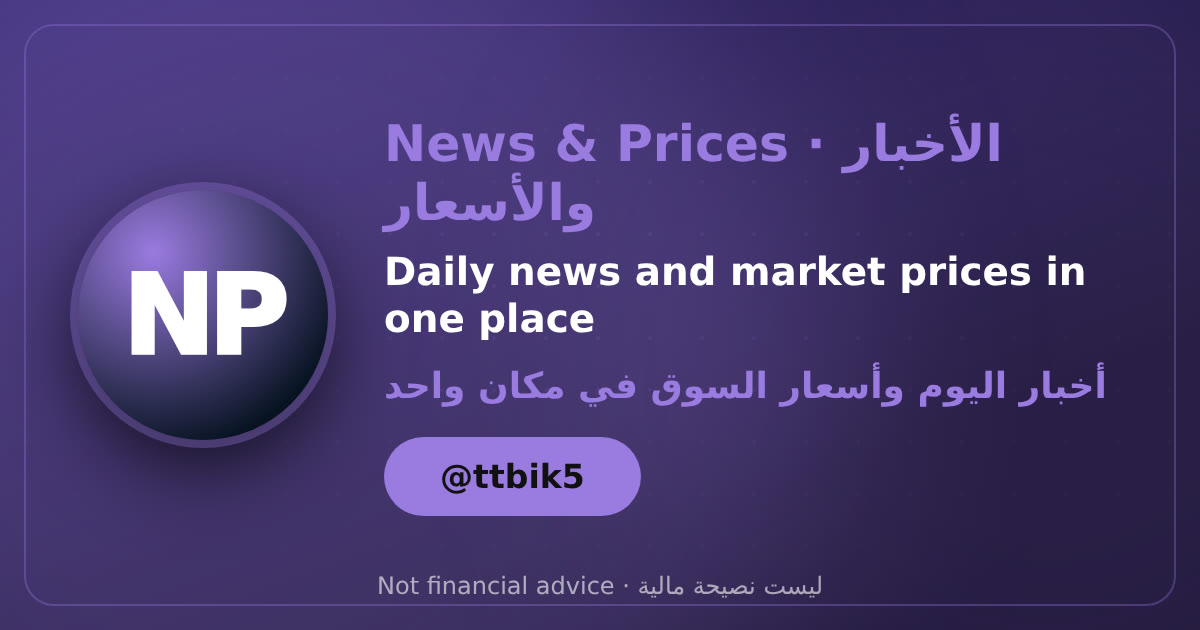 NP
News & Prices · الأخبار
والأسعار
Daily news and market prices in
one place
أخبار اليوم وأسعار السوق في مكان واحد
@ttbik5
Not financial advice · ليست نصيحة مالية